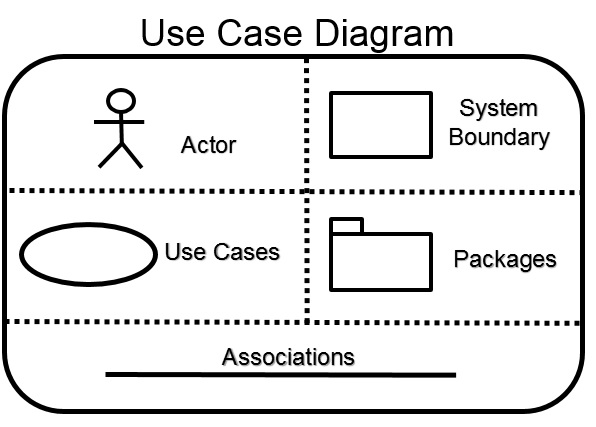 Use Case Diagram
Actor
System
Boundary
Use Cases
Packages
Associations